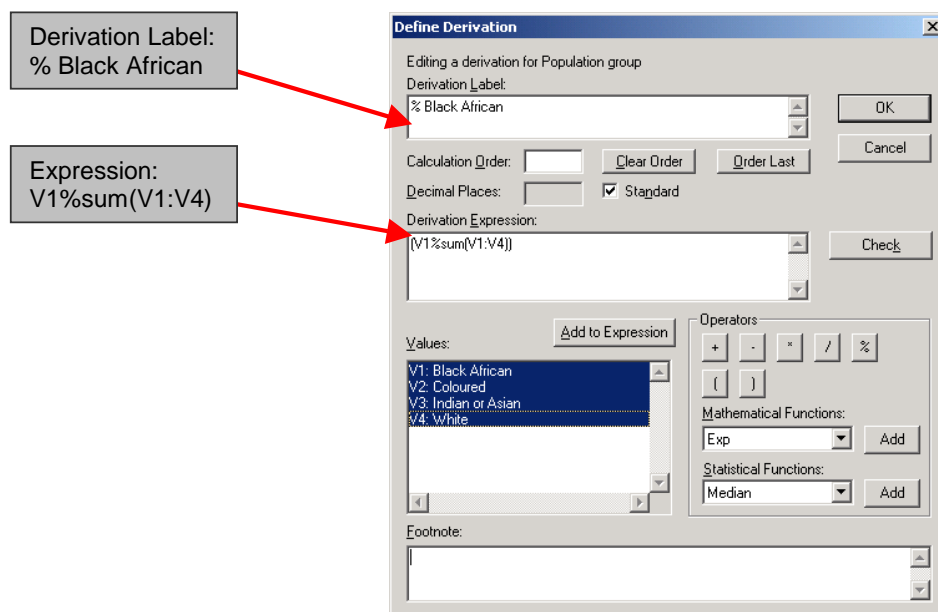 Derivation Label:
% Black African
Expression:
V1%sum(V1:V4)
Define Derivation
Editing a derivation for Population group
Derivation Label:
% Black African
OK
Cancel
Calculation Order:
Clear Order
Order Last
Decimal Places:
Standard
Derivation Expression:
(V1%sum(V1:V4))
Check
Add to Expression
Values:
V1: Black African
V2: Coloured
V3: Indian or Asian
V4: White
Operators
+ - * / %
( )
Mathematical Functions:
Exp
Add
Statistical Functions:
Median
Add
Footnote: